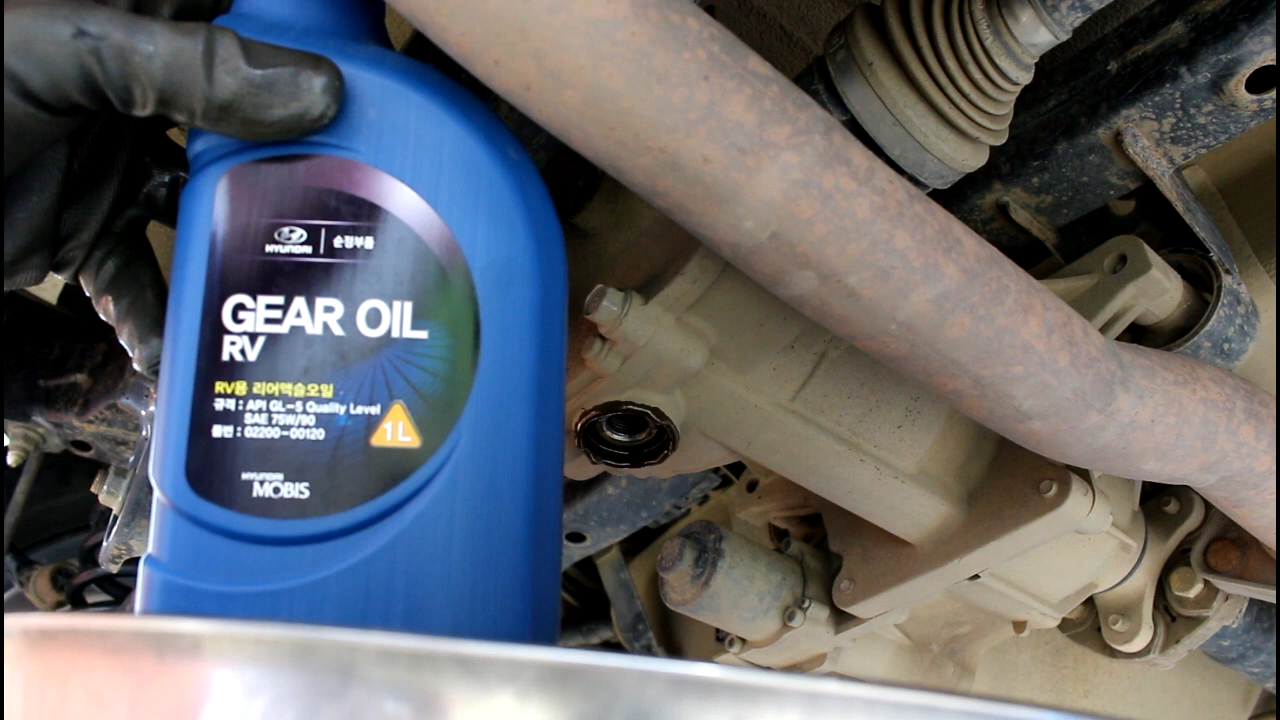 HYUNDAI 순정부품
GEAR OIL
RV
RV용 리어액슬오일
규격 : API GL-5 Quality Level
SAE 75W/90
품번 : 02200-00120
1L
HYUNDAI
MOBIS